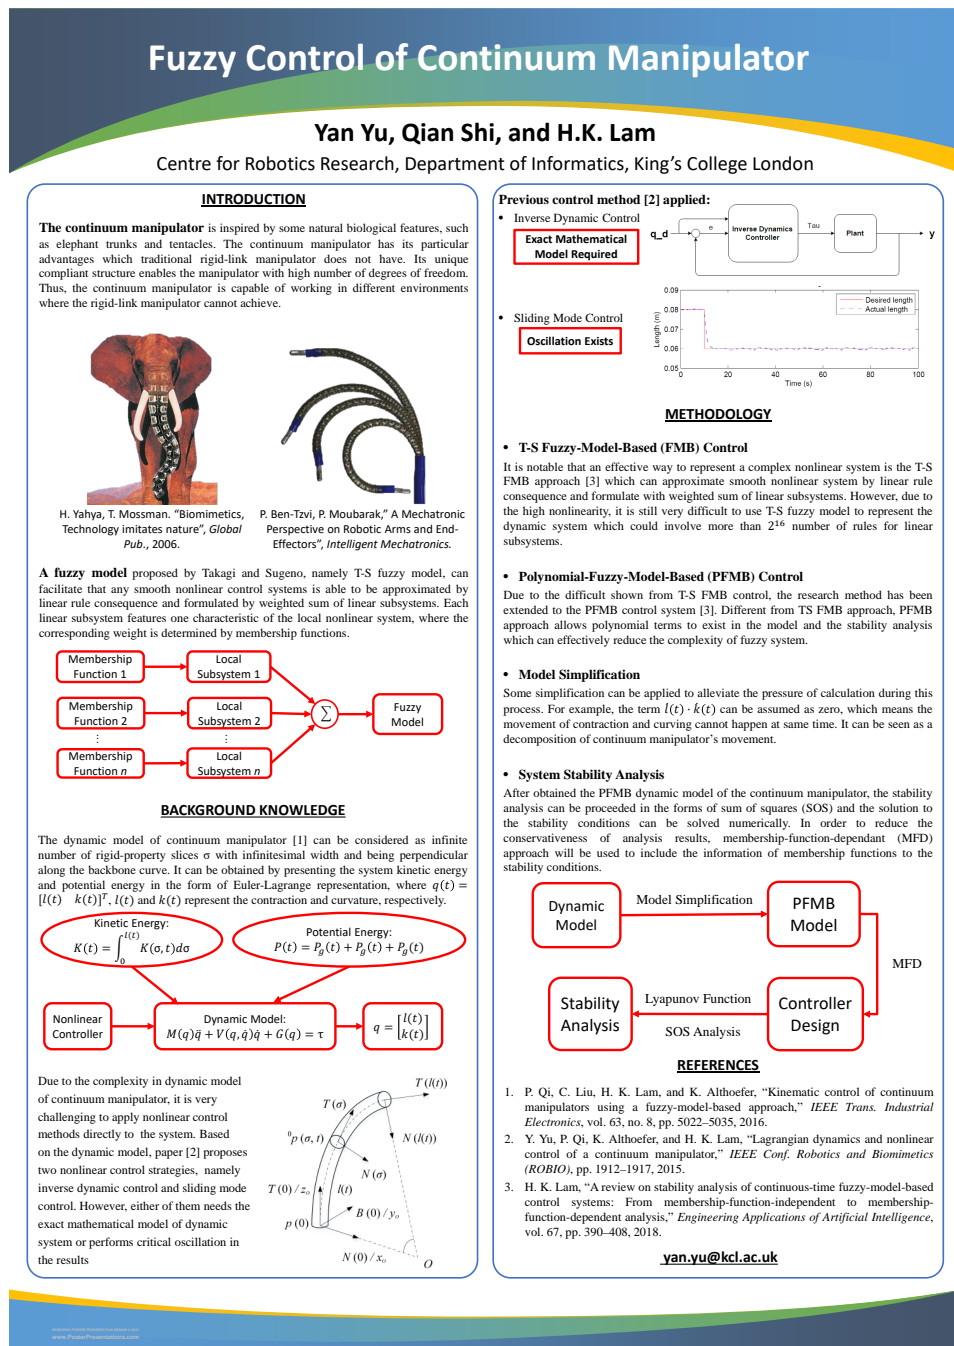 Fuzzy Control of Continuum Manipulator
Yan Yu, Qian Shi, and H.K. Lam
Centre for Robotics Research, Department of Informatics, King's College London
INTRODUCTION
The continuum manipulator is inspired by some natural biological features, such
as elephant trunks and tentacles. The continuum manipulator has its particular
advantages which traditional rigid-link manipulator does not have. Its unique
compliant structure enables the manipulator with high number of degrees of freedom.
Thus, the continuum manipulator is capable of working in different environments
where the rigid-link manipulator cannot achieve.
H. Yahya, T. Mossman. "Biomimetics,
Technology imitates nature", Global
Pub., 2006.
P. Ben-Tzvi, P. Moubarak," A Mechatronic
Perspective on Robotic Arms and End-
Effectors", Intelligent Mechatronics.
A fuzzy model proposed by Takagi and Sugeno, namely T-S fuzzy model, can
facilitate that any smooth nonlinear control systems is able to be approximated by
linear rule consequence and formulated by weighted sum of linear subsystems. Each
linear subsystem features one characteristic of the local nonlinear system, where the
corresponding weight is determined by membership functions.
Membership
Function 1
Local
Subsystem 1
Membership
Function 2
Local
Subsystem 2
⋮
⋮
Membership
Function n
Local
Subsystem n
∑
Fuzzy
Model
BACKGROUND KNOWLEDGE
The dynamic model of continuum manipulator [1] can be considered as infinite
number of rigid-property slices σ with infinitesimal width and being perpendicular
along the backbone curve. It can be obtained by presenting the system kinetic energy
and potential energy in the form of Euler-Lagrange representation, where q(t) =
[l(t) k(t)]ᵀ, l(t) and k(t) represent the contraction and curvature, respectively.
Kinetic Energy:
K(t) = ∫₀^l(t) K(σ, t)dσ
Potential Energy:
P(t) = P_g(t) + P_g(t) + P_g(t)
Nonlinear
Controller
Dynamic Model:
M(q)q̈ + V(q, q̇)q̇ + G(q) = τ
q = [l(t) k(t)]
Due to the complexity in dynamic model
of continuum manipulator, it is very
challenging to apply nonlinear control
methods directly to the system. Based
on the dynamic model, paper [2] proposes
two nonlinear control strategies, namely
inverse dynamic control and sliding mode
control. However, either of them needs the
exact mathematical model of dynamic
system or performs critical oscillation in
the results
T (l(t))
T (σ)
⁰p (σ, t)
N (l(t))
N (σ)
T (0) / z₀
l(t)
B (0) / y₀
p (0)
N (0) / x₀
O
Previous control method [2] applied:
• Inverse Dynamic Control
Exact Mathematical
Model Required
q_d
e
Inverse Dynamics
Controller
Tau
Plant
y
• Sliding Mode Control
Oscillation Exists
0.09
0.08
0.07
0.06
0.05
Length (m)
Desired length
Actual length
0 20 40 60 80 100
Time (s)
METHODOLOGY
• T-S Fuzzy-Model-Based (FMB) Control
It is notable that an effective way to represent a complex nonlinear system is the T-S
FMB approach [3] which can approximate smooth nonlinear system by linear rule
consequence and formulate with weighted sum of linear subsystems. However, due to
the high nonlinearity, it is still very difficult to use T-S fuzzy model to represent the
dynamic system which could involve more than 2¹⁶ number of rules for linear
subsystems.
• Polynomial-Fuzzy-Model-Based (PFMB) Control
Due to the difficult shown from T-S FMB control, the research method has been
extended to the PFMB control system [3]. Different from TS FMB approach, PFMB
approach allows polynomial terms to exist in the model and the stability analysis
which can effectively reduce the complexity of fuzzy system.
• Model Simplification
Some simplification can be applied to alleviate the pressure of calculation during this
process. For example, the term l̇(t) · k̇(t) can be assumed as zero, which means the
movement of contraction and curving cannot happen at same time. It can be seen as a
decomposition of continuum manipulator's movement.
• System Stability Analysis
After obtained the PFMB dynamic model of the continuum manipulator, the stability
analysis can be proceeded in the forms of sum of squares (SOS) and the solution to
the stability conditions can be solved numerically. In order to reduce the
conservativeness of analysis results, membership-function-dependant (MFD)
approach will be used to include the information of membership functions to the
stability conditions.
Dynamic
Model
Model Simplification
PFMB
Model
MFD
Stability
Analysis
Lyapunov Function
SOS Analysis
Controller
Design
REFERENCES
1. P. Qi, C. Liu, H. K. Lam, and K. Althoefer, "Kinematic control of continuum
manipulators using a fuzzy-model-based approach," IEEE Trans. Industrial
Electronics, vol. 63, no. 8, pp. 5022–5035, 2016.
2. Y. Yu, P. Qi, K. Althoefer, and H. K. Lam, "Lagrangian dynamics and nonlinear
control of a continuum manipulator," IEEE Conf. Robotics and Biomimetics
(ROBIO), pp. 1912–1917, 2015.
3. H. K. Lam, "A review on stability analysis of continuous-time fuzzy-model-based
control systems: From membership-function-independent to membership-
function-dependent analysis," Engineering Applications of Artificial Intelligence,
vol. 67, pp. 390–408, 2018.
yan.yu@kcl.ac.uk
www.PosterPresentations.com